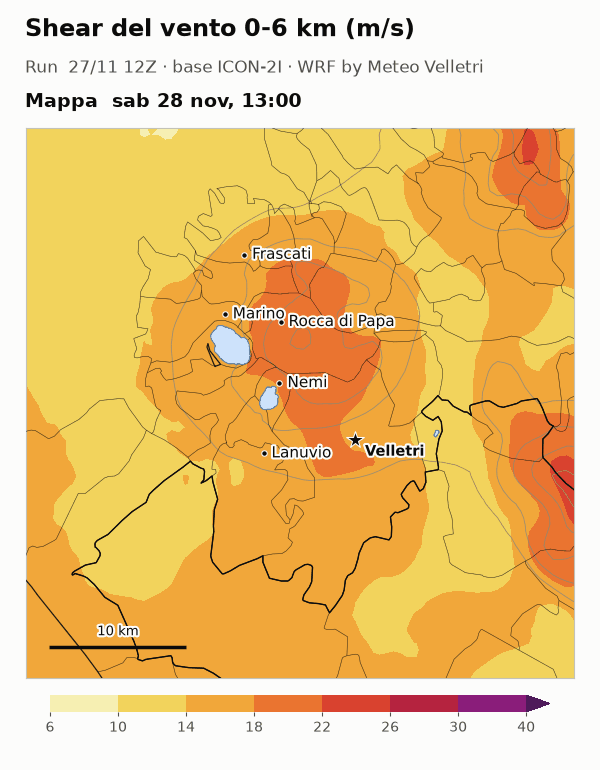 Shear del vento 0-6 km (m/s)
Run  27/11 12Z · base ICON-2I · WRF by Meteo Velletri
Mappa  sab 28 nov, 13:00
Frascati
Marino
Rocca di Papa
Nemi
Velletri
Lanuvio
10 km
6 10 14 18 22 26 30 40